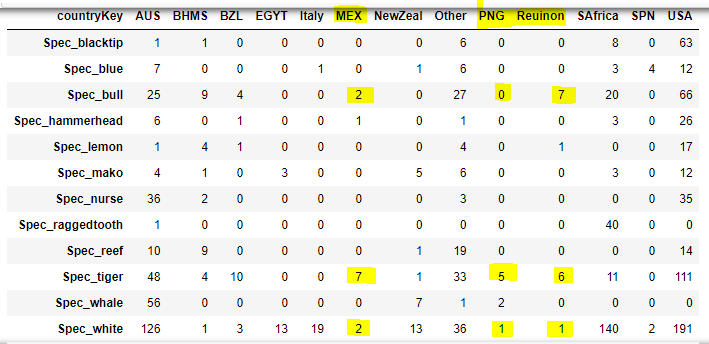 countryKey AUS BHMS BZL EGYT Italy MEX NewZeal Other PNG Reuinon SAfrica SPN USA
Spec_blacktip 1 1 0 0 0 0 0 6 0 0 8 0 63
Spec_blue 7 0 0 0 1 0 1 6 0 0 3 4 12
Spec_bull 25 9 4 0 0 2 0 27 0 7 20 0 66
Spec_hammerhead 6 0 1 0 0 1 0 1 0 0 3 0 26
Spec_lemon 1 4 1 0 0 0 0 4 0 1 0 0 17
Spec_mako 4 1 0 3 0 0 5 6 0 0 3 0 12
Spec_nurse 36 2 0 0 0 0 0 3 0 0 0 0 35
Spec_raggedtooth 1 0 0 0 0 0 0 0 0 0 40 0 0
Spec_reef 10 9 0 0 0 0 1 19 0 0 0 0 14
Spec_tiger 48 4 10 0 0 7 1 33 5 6 11 0 111
Spec_whale 56 0 0 0 0 0 7 1 2 0 0 0 0
Spec_white 126 1 3 13 19 2 13 36 1 1 140 2 191